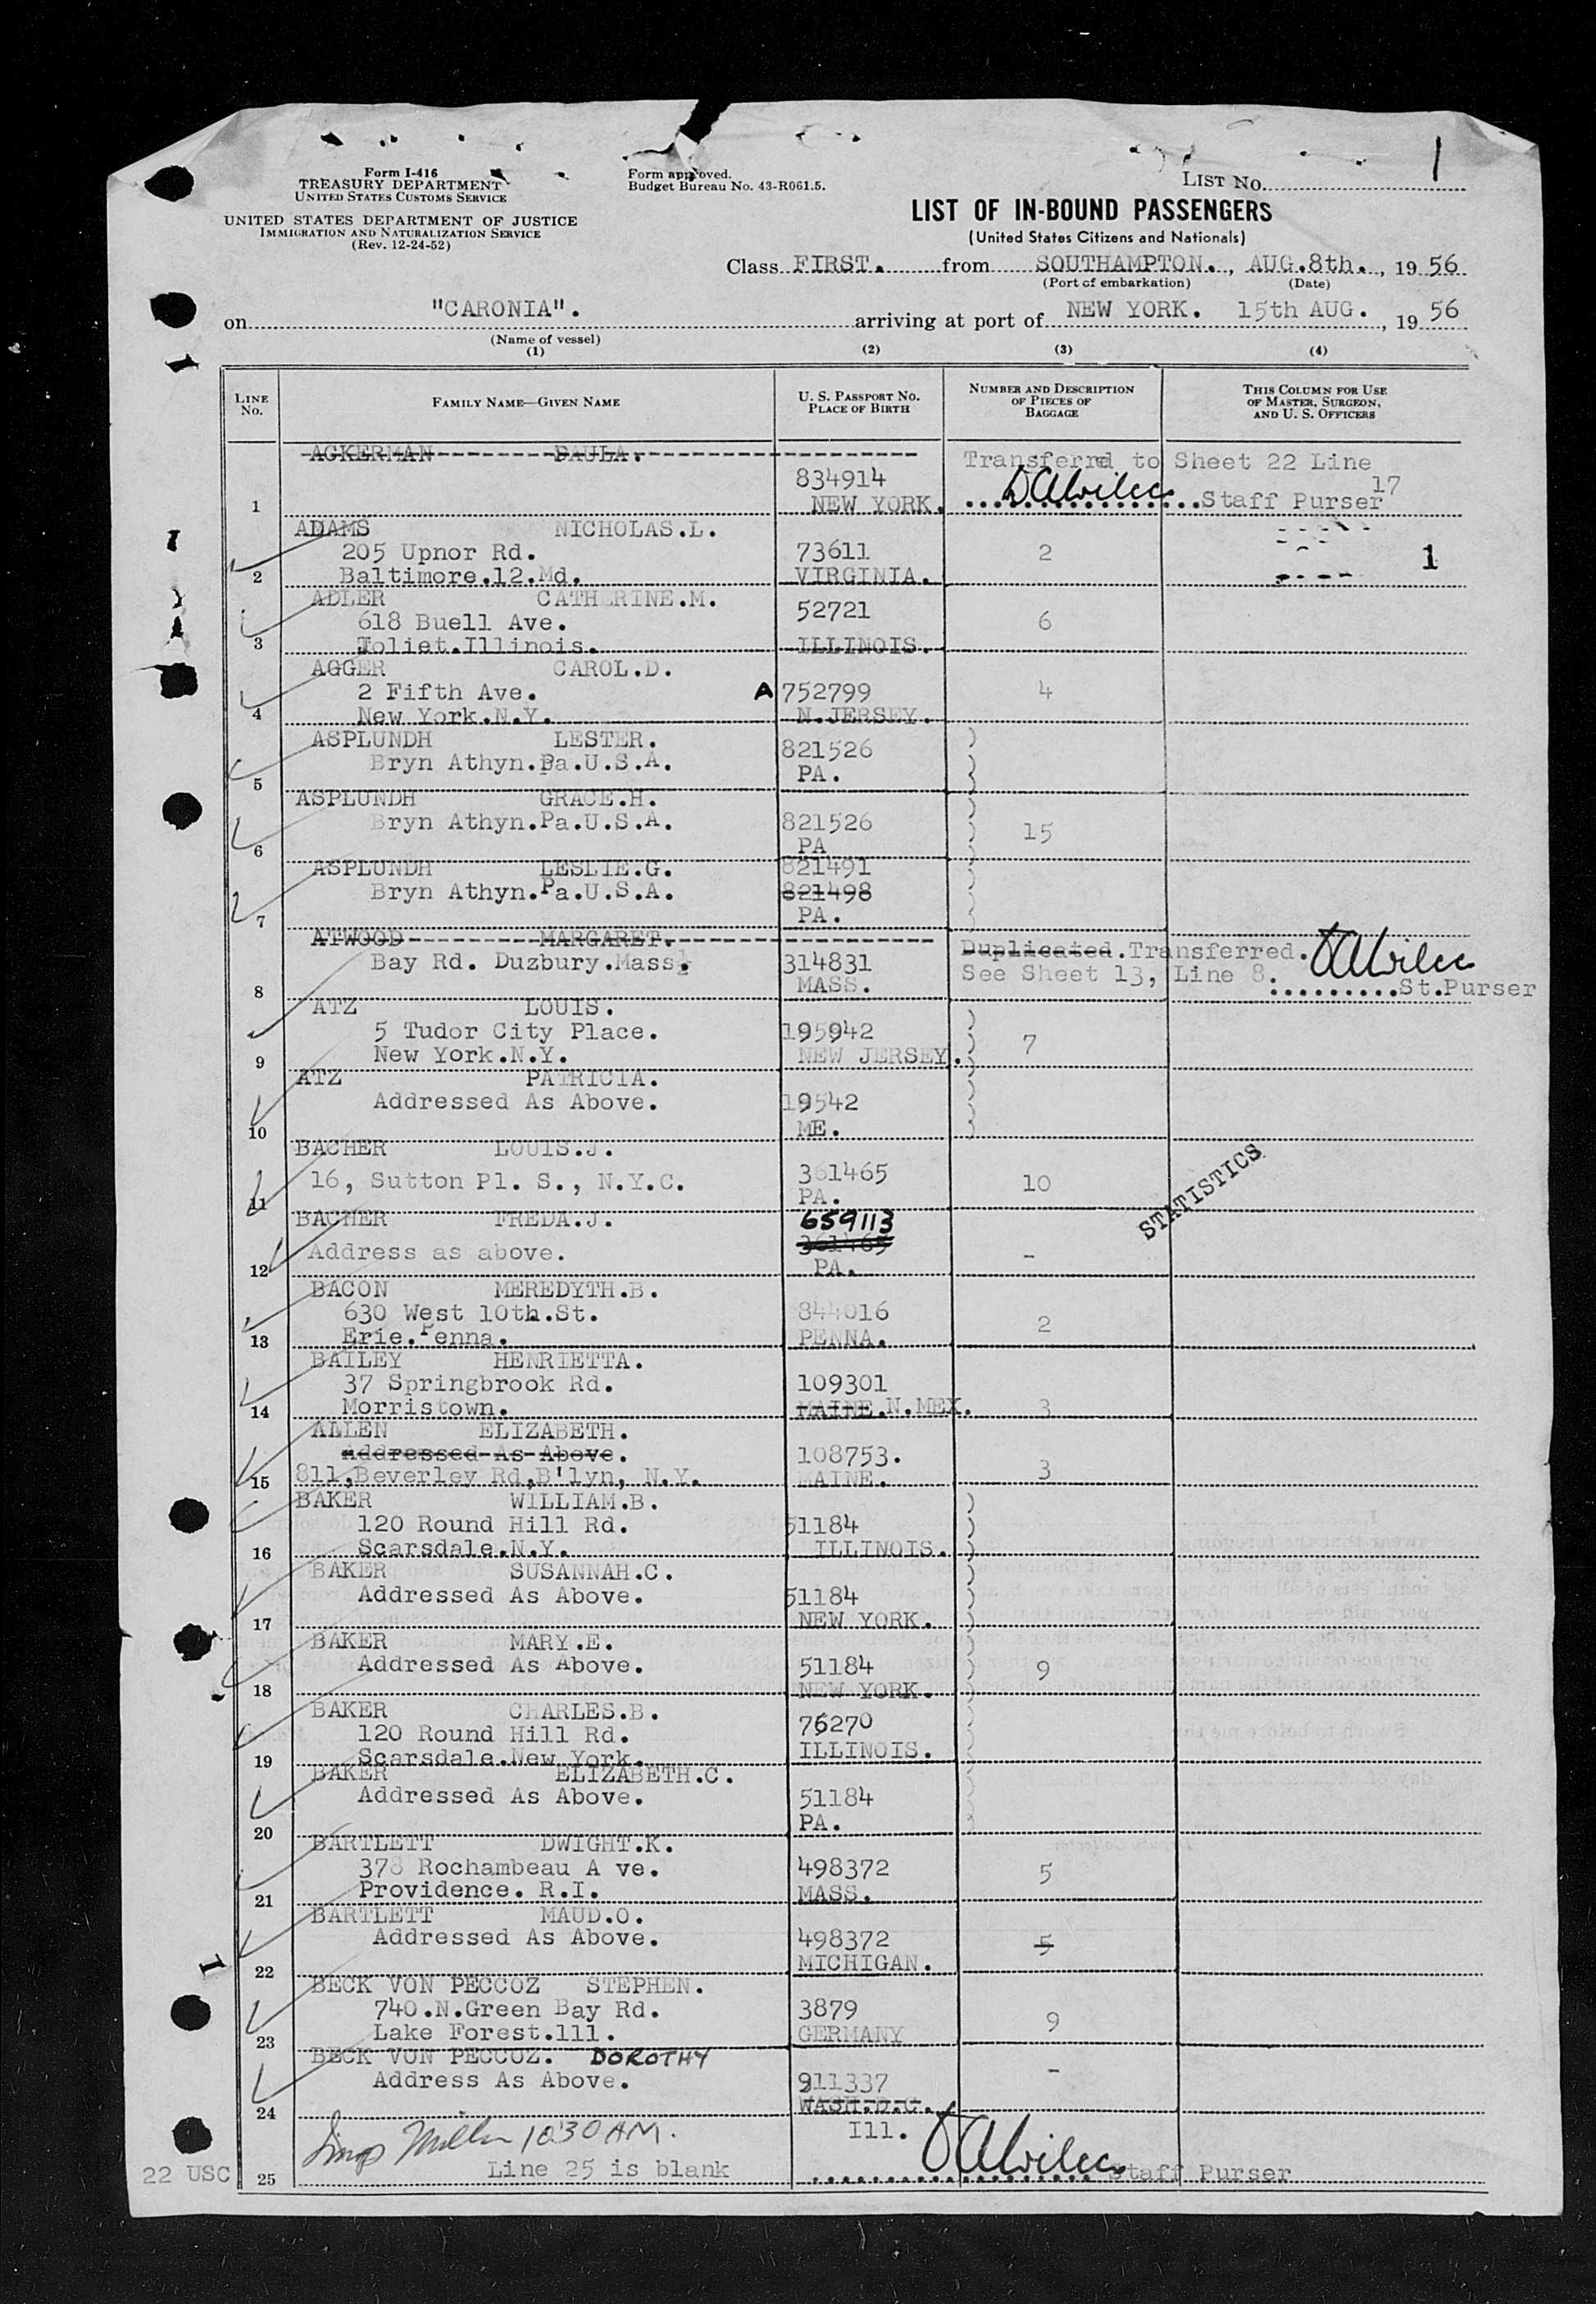 Form I-416
TREASURY DEPARTMENT
UNITED STATES CUSTOMS SERVICE
UNITED STATES DEPARTMENT OF JUSTICE
IMMIGRATION AND NATURALIZATION SERVICE
(Rev. 12-24-52)
Form approved.
Budget Bureau No. 43-R061.5.
LIST No. 1
LIST OF IN-BOUND PASSENGERS
(United States Citizens and Nationals)
Class FIRST. from SOUTHAMPTON., AUG.8th., 19 56
(Port of embarkation) (Date)
on "CARONIA". arriving at port of NEW YORK. 15th AUG., 19 56
(Name of vessel)
(1) (2) (3) (4)
LINE No. FAMILY NAME—GIVEN NAME U. S. PASSPORT No. PLACE OF BIRTH NUMBER AND DESCRIPTION OF PIECES OF BAGGAGE THIS COLUMN FOR USE OF MASTER, SURGEON, AND U. S. OFFICERS
ACKERMAN PAULA. Transferred to Sheet 22 Line
834914 17
1 NEW YORK. Staff Purser
ADAMS NICHOLAS.L.
205 Upnor Rd. 73611 2 1
2 Baltimore.12.Md. VIRGINIA.
ADLER CATHERINE.M.
618 Buell Ave. 52721 6
3 Joliet.Illinois. ILLINOIS.
AGGER CAROL.D.
2 Fifth Ave. A 752799 4
4 New York.N.Y. N.JERSEY.
ASPLUNDH LESTER.
Bryn Athyn.Pa.U.S.A. 821526
5 PA.
ASPLUNDH GRACE.H.
Bryn Athyn.Pa.U.S.A. 821526 15
6 PA
ASPLUNDH LESLIE.G. 821491
Bryn Athyn.Pa.U.S.A. 821498
7 PA.
ATWOOD MARGARET. Duplicated.Transferred.
Bay Rd. Duzbury.Mass. 314831 See Sheet 13, Line 8.
8 MASS. St.Purser
ATZ LOUIS.
5 Tudor City Place. 195942 7
9 New York.N.Y. NEW JERSEY.
ATZ PATRICIA.
Addressed As Above. 19542
10 ME.
BACHER LOUIS.J.
16, Sutton Pl. S., N.Y.C. 361465 10
11 PA.
STATISTICS
BACHER FREDA.J. 659113
Address as above. 361465 -
12 PA.
BACON MEREDYTH.B.
630 West 10th.St. 844016 2
13 Erie.Penna. PENNA.
BAILEY HENRIETTA.
37 Springbrook Rd. 109301
14 Morristown. MAINE.N.MEX. 3
ALLEN ELIZABETH.
Addressed As Above. 108753.
15 811,Beverley Rd,B'lyn, N.Y. MAINE. 3
BAKER WILLIAM.B.
120 Round Hill Rd. 51184
16 Scarsdale.N.Y. ILLINOIS.
BAKER SUSANNAH.C.
Addressed As Above. 51184
17 NEW YORK.
BAKER MARY.E.
Addressed As Above. 51184 9
18 NEW YORK.
BAKER CHARLES.B.
120 Round Hill Rd. 76270
19 Scarsdale.New York. ILLINOIS.
BAKER ELIZABETH.C.
Addressed As Above. 51184
20 PA.
BARTLETT DWIGHT.K.
378 Rochambeau A ve. 498372 5
21 Providence. R.I. MASS.
BARTLETT MAUD.O.
Addressed As Above. 498372 5
22 MICHIGAN.
BECK VON PECCOZ STEPHEN.
740.N.Green Bay Rd. 3879 9
23 Lake Forest.lll. GERMANY
BECK VON PECCOZ. DOROTHY
Address As Above. 911337 -
24 WASH.D.C.
10 30 AM. Ill.
22 USC 25 Line 25 is blank Staff Purser